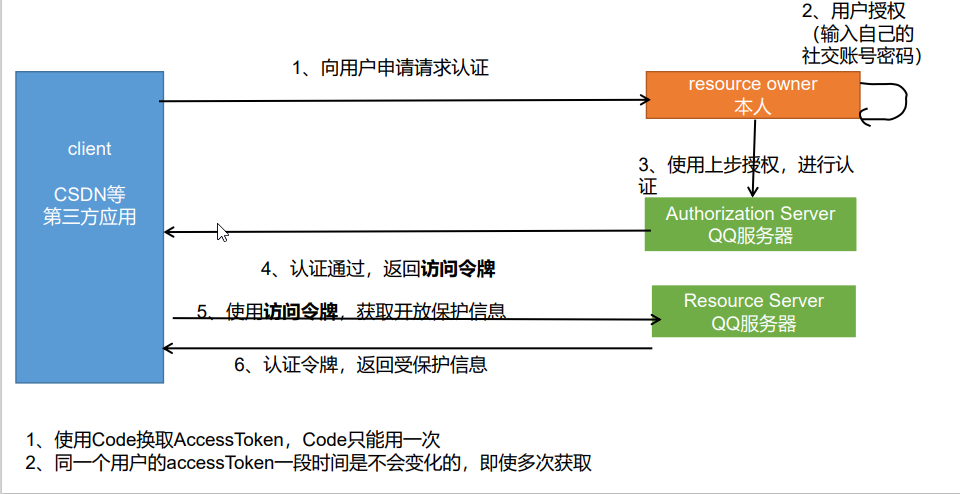 2、用户授权
（输入自己的
社交账号密码）
1、向用户申请请求认证
resource owner
本人
client
CSDN等
第三方应用
3、使用上步授权，进行认
证
Authorization Server
QQ服务器
4、认证通过，返回访问令牌
Resource Server
QQ服务器
5、使用访问令牌，获取开放保护信息
6、认证令牌，返回受保护信息
1、使用Code换取AccessToken，Code只能用一次
2、同一个用户的accessToken一段时间是不会变化的，即使多次获取